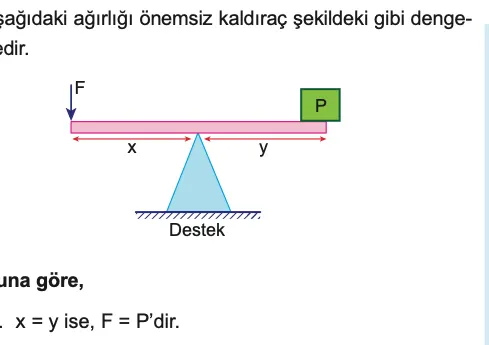 şağıdaki ağırlığı önemsiz kaldıraç şekildeki gibi denge-
edir.
F
P
x
y
Destek
una göre,
. x = y ise, F = P’dir.